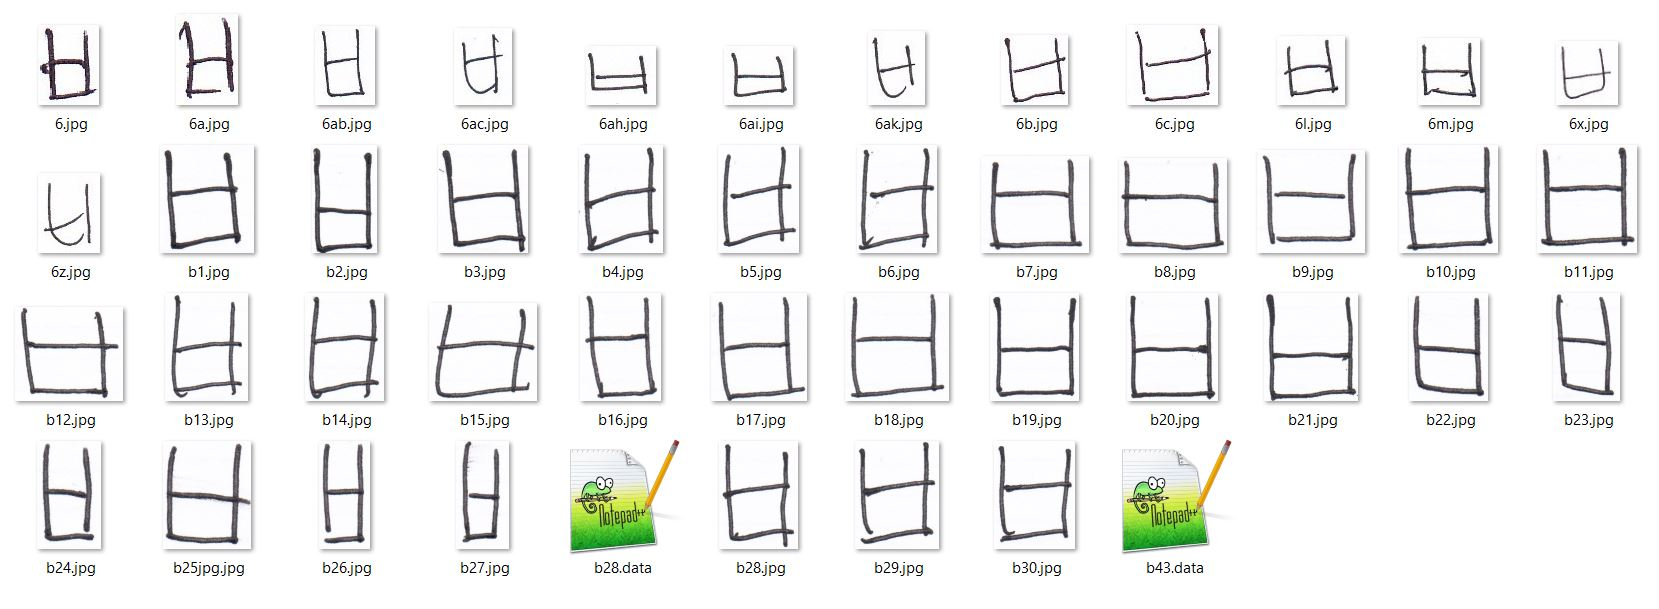 ㅂ ㅂ ㅂ ㅂ ㅂ ㅂ ㅂ ㅂ ㅂ ㅂ ㅂ ㅂ
6.jpg 6a.jpg 6ab.jpg 6ac.jpg 6ah.jpg 6ai.jpg 6ak.jpg 6b.jpg 6c.jpg 6l.jpg 6m.jpg 6x.jpg
ㅂ ㅂ ㅂ ㅂ ㅂ ㅂ ㅂ ㅂ ㅂ ㅂ ㅂ ㅂ
6z.jpg b1.jpg b2.jpg b3.jpg b4.jpg b5.jpg b6.jpg b7.jpg b8.jpg b9.jpg b10.jpg b11.jpg
ㅂ ㅂ ㅂ ㅂ ㅂ ㅂ ㅂ ㅂ ㅂ ㅂ ㅂ ㅂ
b12.jpg b13.jpg b14.jpg b15.jpg b16.jpg b17.jpg b18.jpg b19.jpg b20.jpg b21.jpg b22.jpg b23.jpg
ㅂ ㅂ ㅂ ㅂ Notepad++ ㅂ ㅂ ㅂ Notepad++
b24.jpg b25jpg.jpg b26.jpg b27.jpg b28.data b28.jpg b29.jpg b30.jpg b43.data